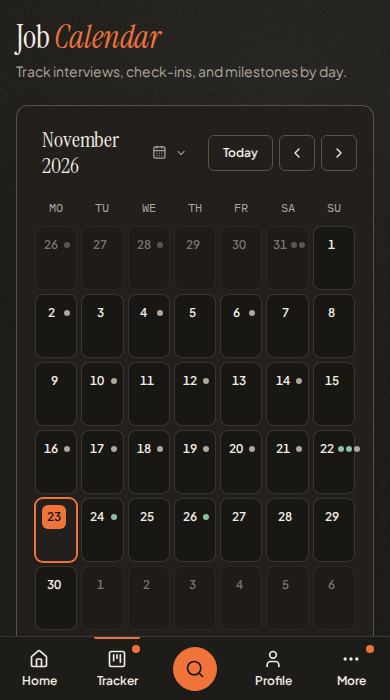 Job Calendar
Track interviews, check-ins, and milestones by day.
November
2026
Today
MO TU WE TH FR SA SU
26 27 28 29 30 31 1
2 3 4 5 6 7 8
9 10 11 12 13 14 15
16 17 18 19 20 21 22
23 24 25 26 27 28 29
30 1 2 3 4 5 6
Home Tracker Profile More